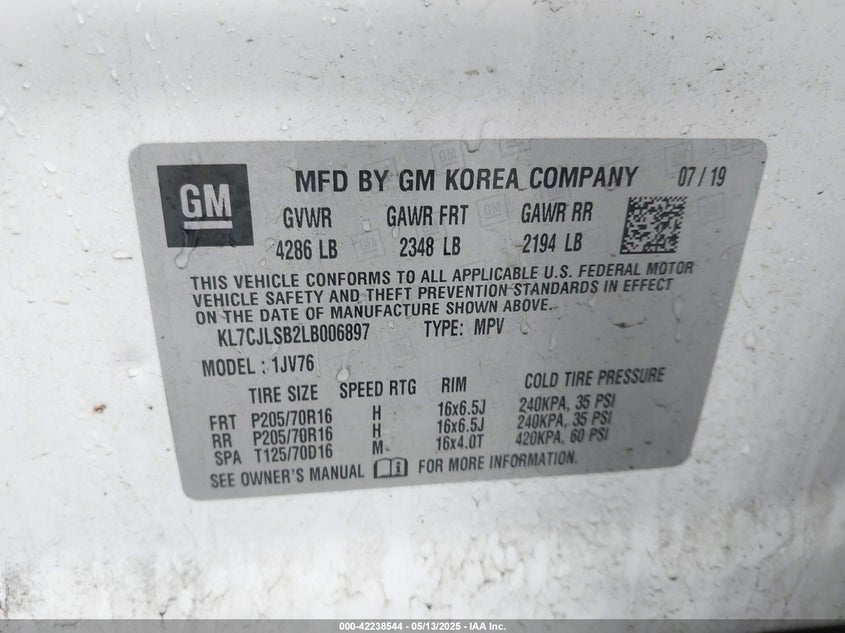 GM
MFD BY GM KOREA COMPANY 07/19
GVWR GAWR FRT GAWR RR
4286 LB 2348 LB 2194 LB
THIS VEHICLE CONFORMS TO ALL APPLICABLE U.S. FEDERAL MOTOR
VEHICLE SAFETY AND THEFT PREVENTION STANDARDS IN EFFECT
ON THE DATE OF MANUFACTURE SHOWN ABOVE.
KL7CJLSB2LB006897 TYPE: MPV
MODEL : 1JV76
TIRE SIZE SPEED RTG RIM COLD TIRE PRESSURE
FRT P205/70R16 H 16x6.5J 240KPA, 35 PSI
RR P205/70R16 H 16x6.5J 240KPA, 35 PSI
SPA T125/70D16 M 16x4.0T 420KPA, 60 PSI
SEE OWNER'S MANUAL FOR MORE INFORMATION.
000-42238544 — 05/13/2025 — IAA Inc.